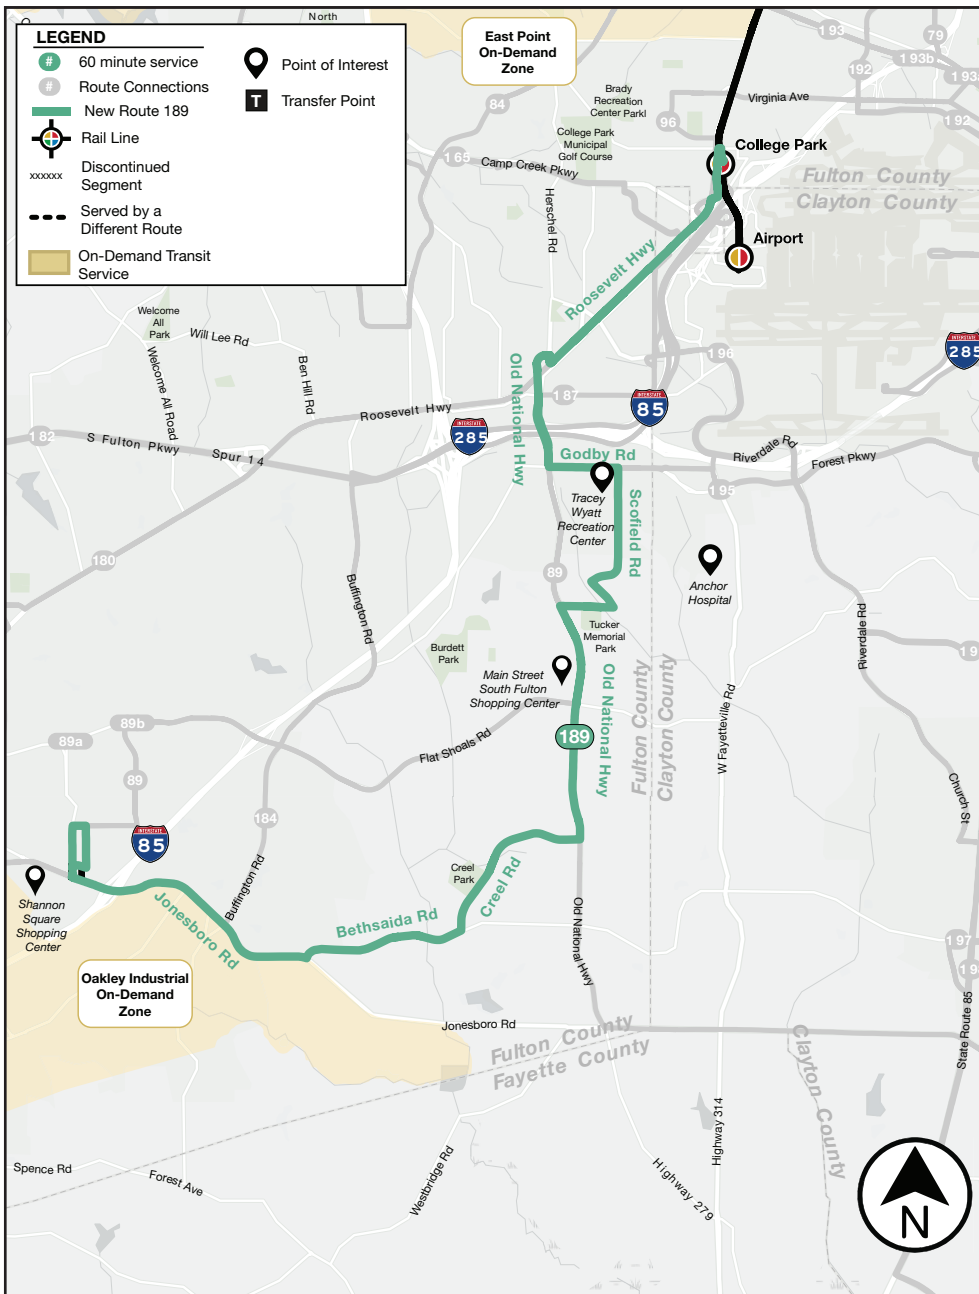 North
LEGEND
# 60 minute service
# Route Connections
New Route 189
Rail Line
xxxxxx Discontinued
Segment
Served by a
Different Route
On-Demand Transit
Service
Point of Interest
T Transfer Point
East Point
On-Demand
Zone
193
79
193b
192
193a
84
Brady
Recreation
Center Parkl
Virginia Ave
96
192
College Park
Municipal
Golf Course
College Park
165
Camp Creek Pkwy
Fulton County
Clayton County
Herschel Rd
Airport
Roosevelt Hwy
Welcome
All
Park
Will Lee Rd
Welcome All Road
Ben Hill Rd
Old National Hwy
196
INTERSTATE
285
187
INTERSTATE
85
Roosevelt Hwy
INTERSTATE
285
182
S Fulton Pkwy
Spur 14
Godby Rd
Riverdale Rd
Forest Pkwy
195
Tracey
Wyatt
Recreation
Center
Scofield Rd
180
89
Anchor
Hospital
Buffington Rd
Riverdale Rd
Tucker
Memorial
Park
Burdett
Park
Main Street
South Fulton
Shopping Center
Old National Hwy
Fulton County
Clayton County
W Fayetteville Rd
89b
89a
189
Flat Shoals Rd
89
Church St
184
INTERSTATE
85
Creel
Park
Creel Rd
Buffington Rd
Shannon
Square
Shopping
Center
Jonesboro Rd
Bethsaida Rd
Old National Hwy
197
Oakley Industrial
On-Demand
Zone
Jonesboro Rd
State Route 85
Fulton County
Fayette County
Clayton County
Highway 314
Spence Rd
Forest Ave
Westbridge Rd
Highway 279
N